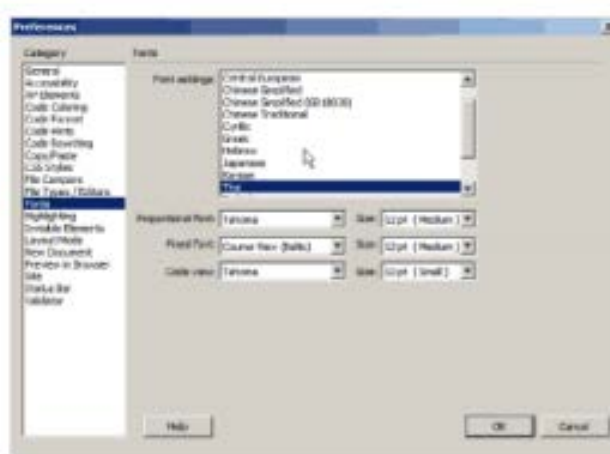 Preferences
Category
Fonts
General
Accessibility
AP Elements
Code Coloring
Code Format
Code Hints
Code Rewriting
Copy/Paste
CSS Styles
File Compare
File Types / Editors
Fonts
Highlighting
Invisible Elements
Layout Mode
New Document
Preview in Browser
Site
Status Bar
Validator
Font settings:
Central European
Chinese Simplified
Chinese Simplified (GB18030)
Chinese Traditional
Cyrillic
Greek
Hebrew
Japanese
Korean
Thai
Proportional font: Tahoma Size: 12 pt (Medium)
Fixed font: Courier New (Baltic) Size: 12 pt (Medium)
Code view: Tahoma Size: (Small)
Help
OK
Cancel